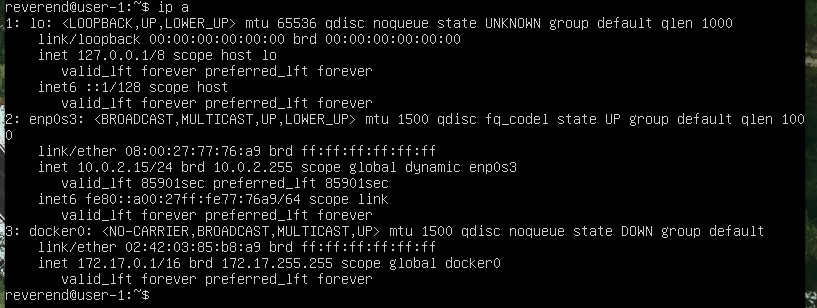 reverend@user-1:~$ ip a
1: lo: <LOOPBACK,UP,LOWER_UP> mtu 65536 qdisc noqueue state UNKNOWN group default qlen 1000
    link/loopback 00:00:00:00:00:00 brd 00:00:00:00:00:00
    inet 127.0.0.1/8 scope host lo
       valid_lft forever preferred_lft forever
    inet6 ::1/128 scope host
       valid_lft forever preferred_lft forever
2: enp0s3: <BROADCAST,MULTICAST,UP,LOWER_UP> mtu 1500 qdisc fq_codel state UP group default qlen 100
0
    link/ether 08:00:27:77:76:a9 brd ff:ff:ff:ff:ff:ff
    inet 10.0.2.15/24 brd 10.0.2.255 scope global dynamic enp0s3
       valid_lft 85901sec preferred_lft 85901sec
    inet6 fe80::a00:27ff:fe77:76a9/64 scope link
       valid_lft forever preferred_lft forever
3: docker0: <NO-CARRIER,BROADCAST,MULTICAST,UP> mtu 1500 qdisc noqueue state DOWN group default
    link/ether 02:42:03:85:b8:a9 brd ff:ff:ff:ff:ff:ff
    inet 172.17.0.1/16 brd 172.17.255.255 scope global docker0
       valid_lft forever preferred_lft forever
reverend@user-1:~$